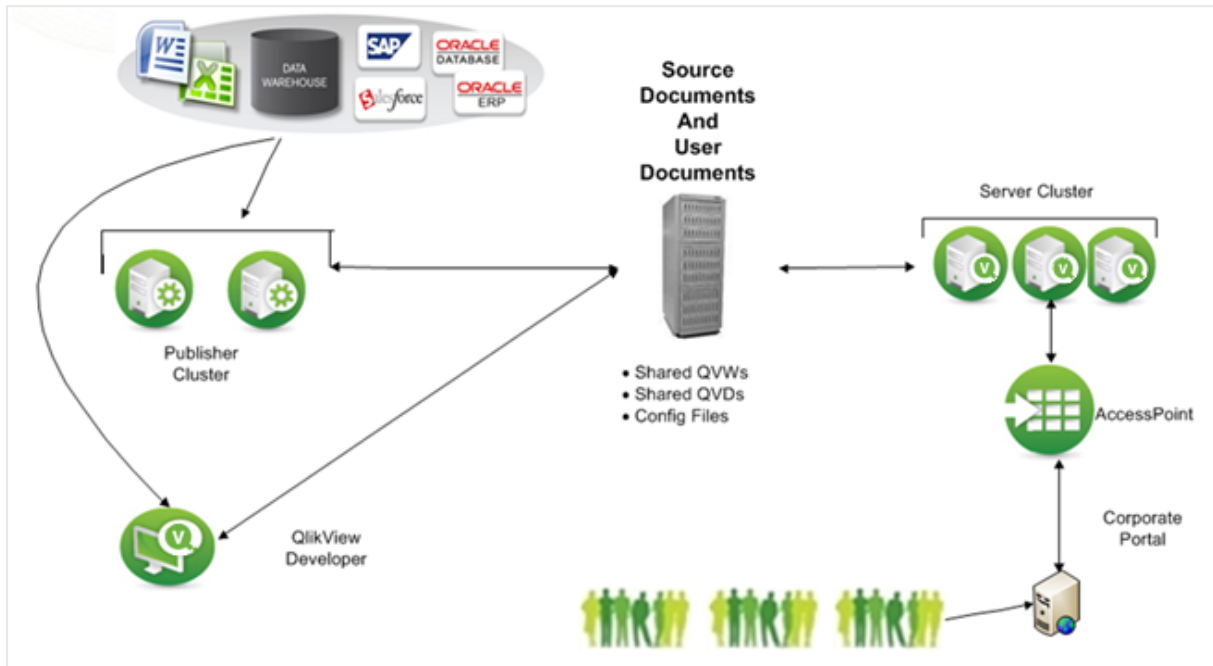 W
X
DATA
WAREHOUSE
SAP
ORACLE
DATABASE
salesforce
ORACLE
ERP
Source
Documents
And
User
Documents
Server Cluster
V
V
V
Publisher
Cluster
• Shared QVWs
• Shared QVDs
• Config Files
AccessPoint
V
QlikView
Developer
Corporate
Portal